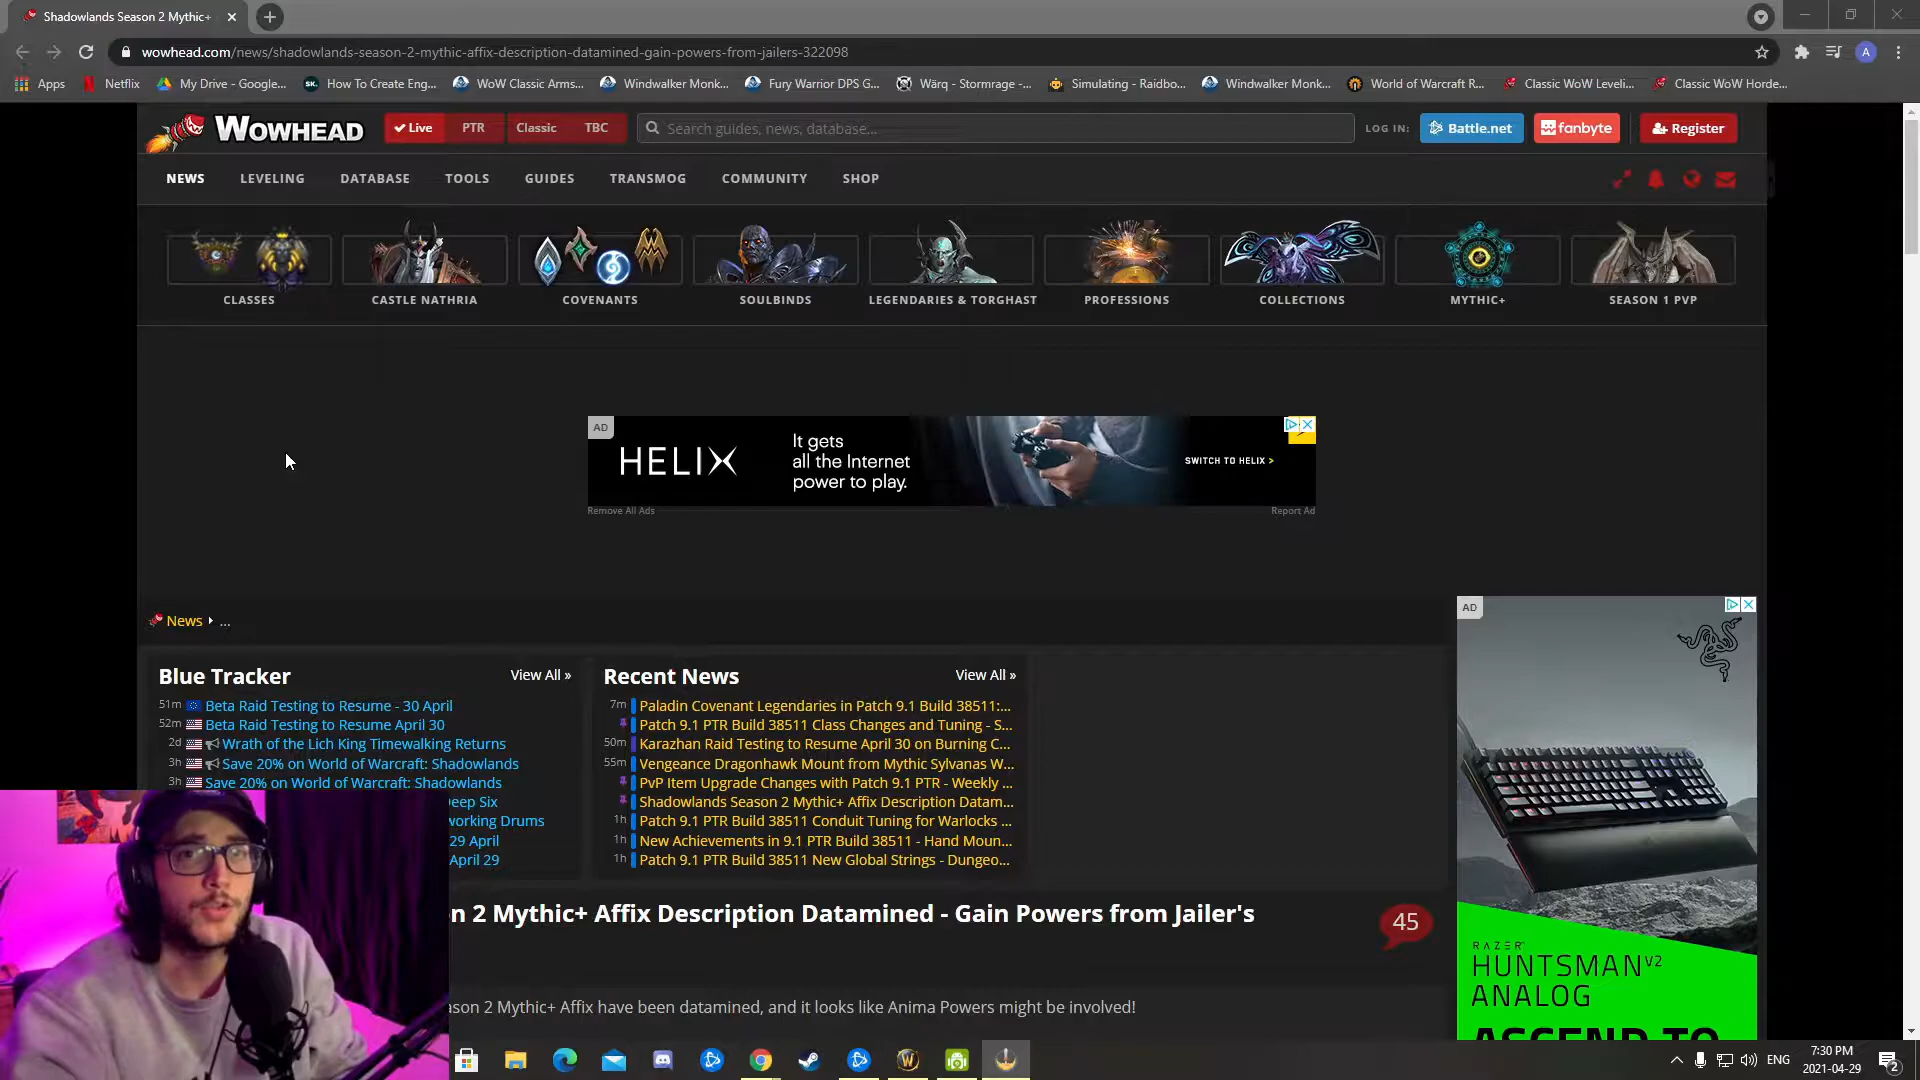 Shadowlands Season 2 Mythic+
wowhead.com/news/shadowlands-season-2-mythic-affix-description-datamined-gain-powers-from-jailers-322098
A
Apps Netflix My Drive - Google... SK. How To Create Eng... WoW Classic Arms... Windwalker Monk... Fury Warrior DPS G... Wärq - Stormrage -... Simulating - Raidbo... Windwalker Monk... World of Warcraft R... Classic WoW Leveli... Classic WoW Horde...
WOWHEAD Live PTR Classic TBC Search guides, news, database... LOG IN: Battle.net fanbyte Register
NEWS LEVELING DATABASE TOOLS GUIDES TRANSMOG COMMUNITY SHOP
CLASSES CASTLE NATHRIA COVENANTS SOULBINDS LEGENDARIES & TORGHAST PROFESSIONS COLLECTIONS MYTHIC+ SEASON 1 PVP
AD
HELIX
It gets
all the Internet
power to play.
SWITCH TO HELIX >
Remove All Ads Report Ad
News ...
Blue Tracker View All »
51m Beta Raid Testing to Resume - 30 April
52m Beta Raid Testing to Resume April 30
2d Wrath of the Lich King Timewalking Returns
3h Save 20% on World of Warcraft: Shadowlands
3h Save 20% on World of Warcraft: Shadowlands
Deep Six
working Drums
29 April
April 29
Recent News View All »
7m Paladin Covenant Legendaries in Patch 9.1 Build 38511:...
Patch 9.1 PTR Build 38511 Class Changes and Tuning - S...
50m Karazhan Raid Testing to Resume April 30 on Burning C...
55m Vengeance Dragonhawk Mount from Mythic Sylvanas W...
PvP Item Upgrade Changes with Patch 9.1 PTR - Weekly ...
Shadowlands Season 2 Mythic+ Affix Description Datam...
1h Patch 9.1 PTR Build 38511 Conduit Tuning for Warlocks ...
1h New Achievements in 9.1 PTR Build 38511 - Hand Moun...
1h Patch 9.1 PTR Build 38511 New Global Strings - Dungeo...
AD
RAZER
HUNTSMAN V2
ANALOG
ASCEND TO
n 2 Mythic+ Affix Description Datamined - Gain Powers from Jailer's
45
ason 2 Mythic+ Affix have been datamined, and it looks like Anima Powers might be involved!
ENG 7:30 PM
2021-04-29
2